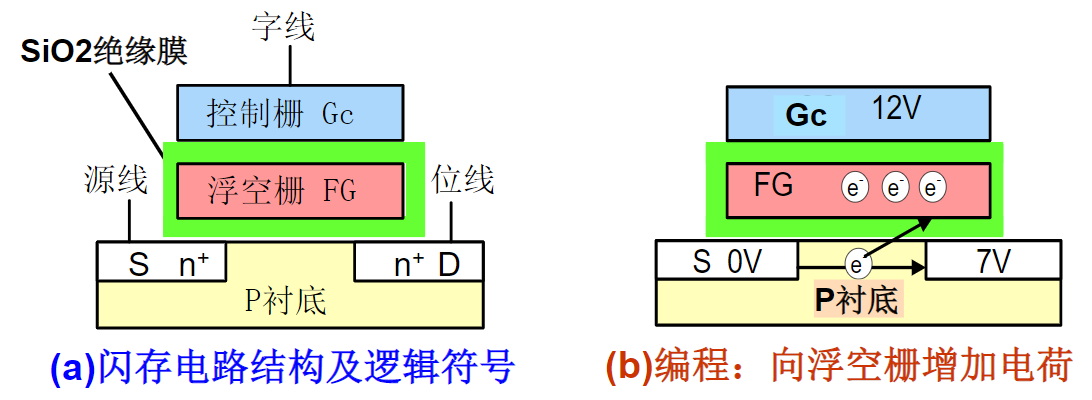 字线
SiO2绝缘膜
控制栅 Gc
源线
浮空栅 FG
位线
S n⁺
n⁺ D
P衬底
(a)闪存电路结构及逻辑符号
Gc 12V
FG e⁻ e⁻ e⁻
S 0V
e⁻
7V
P衬底
(b)编程：向浮空栅增加电荷